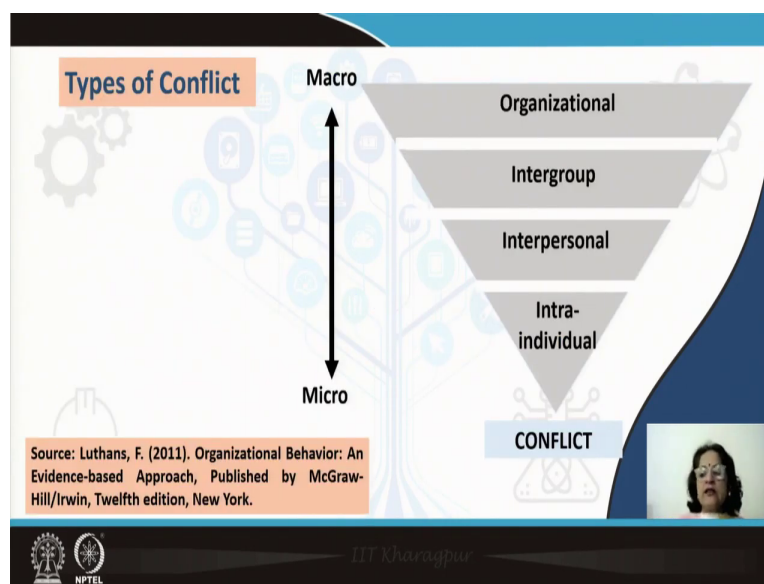 Types of Conflict
Macro
Organizational
Intergroup
Interpersonal
Intra-
individual
Micro
CONFLICT
Source: Luthans, F. (2011). Organizational Behavior: An
Evidence-based Approach, Published by McGraw-
Hill/Irwin, Twelfth edition, New York.
IIT Kharagpur
NPTEL